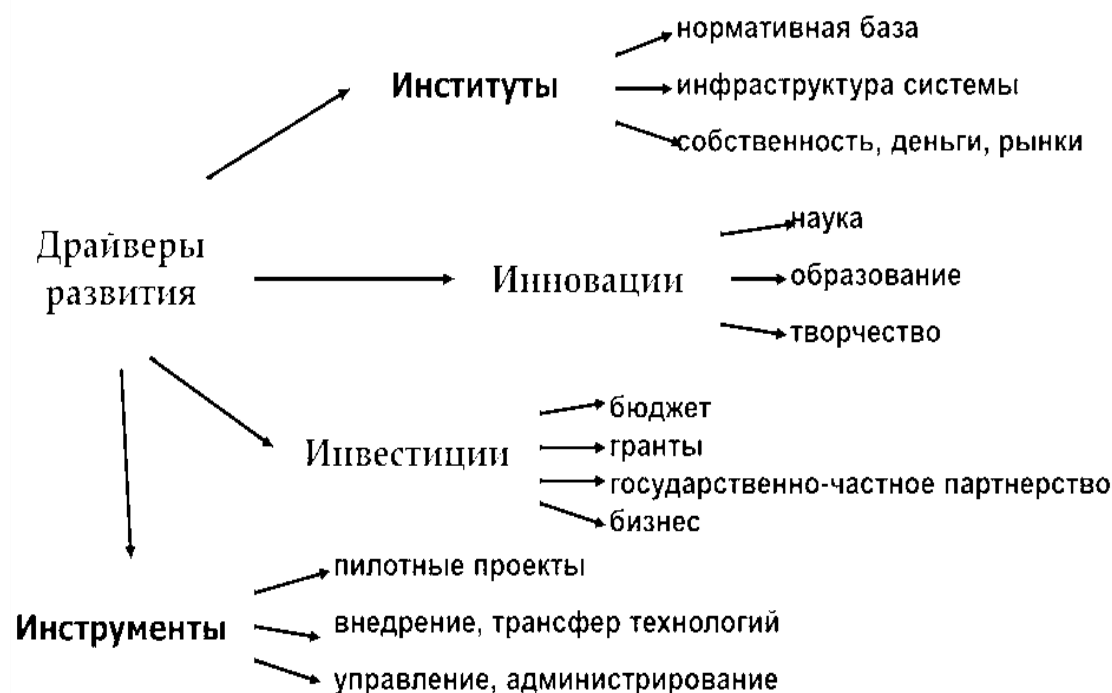 нормативная база
Институты
инфраструктура системы
собственность, деньги, рынки
Драйверы
развития
наука
Инновации
образование
творчество
бюджет
Инвестиции
гранты
государственно-частное партнерство
бизнес
пилотные проекты
Инструменты
внедрение, трансфер технологий
управление, администрирование